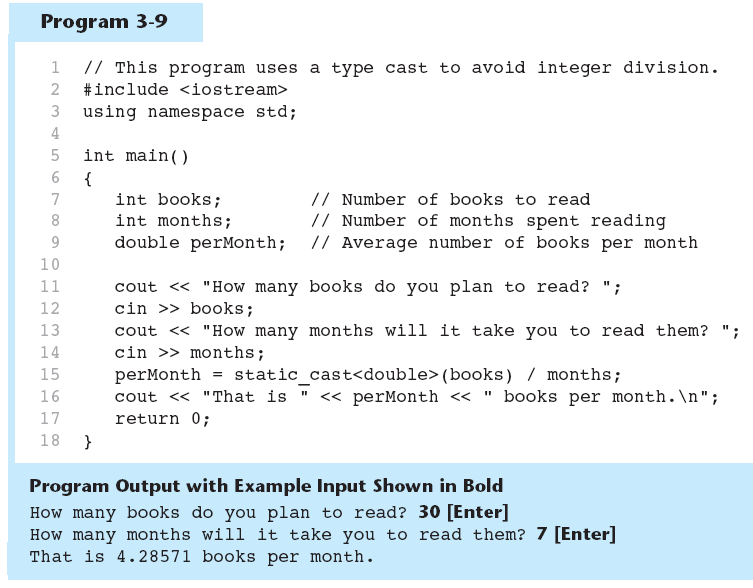 Program 3-9
1 // This program uses a type cast to avoid integer division.
2 #include <iostream>
3 using namespace std;
4
5 int main()
6 {
7    int books;         // Number of books to read
8    int months;        // Number of months spent reading
9    double perMonth;   // Average number of books per month
10
11    cout << "How many books do you plan to read? ";
12    cin >> books;
13    cout << "How many months will it take you to read them? ";
14    cin >> months;
15    perMonth = static_cast<double>(books) / months;
16    cout << "That is " << perMonth << " books per month.\n";
17    return 0;
18 }
Program Output with Example Input Shown in Bold
How many books do you plan to read? 30 [Enter]
How many months will it take you to read them? 7 [Enter]
That is 4.28571 books per month.